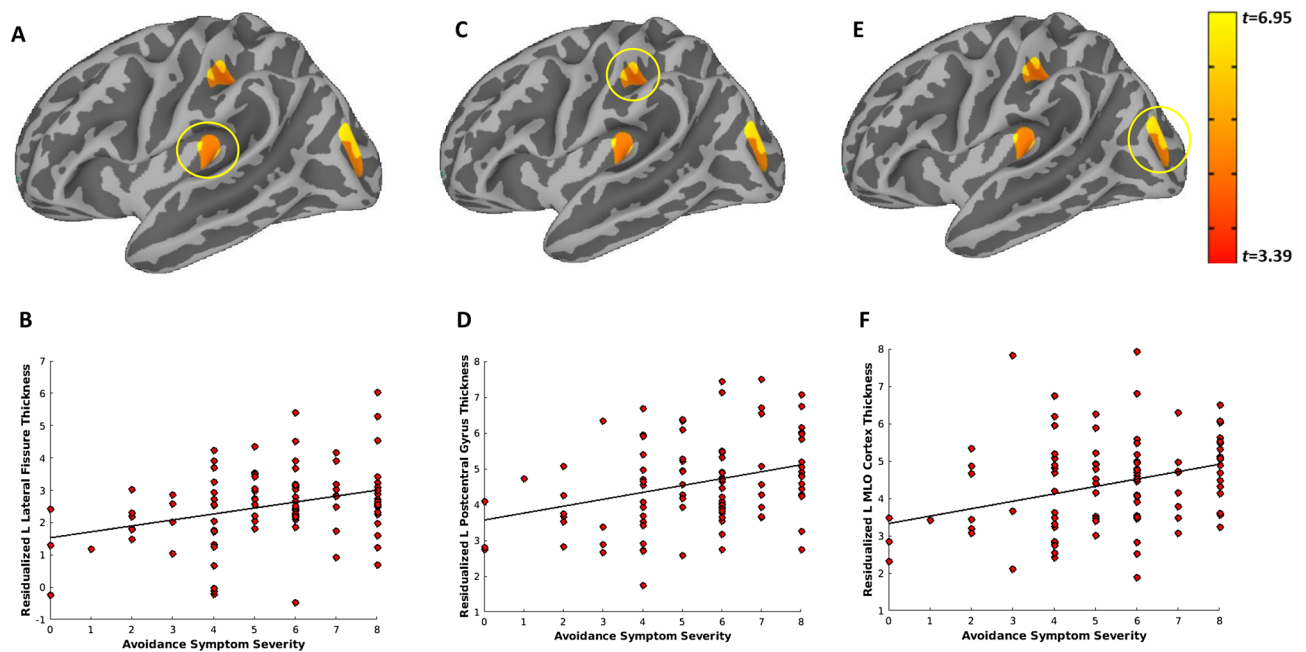 A
C
E
t=6.95
t=3.39
B
Residualized L Lateral Fissure Thickness
7
6
5
4
3
2
1
0
-1
0 1 2 3 4 5 6 7 8
Avoidance Symptom Severity
D
Residualized L Postcentral Gyrus Thickness
8
7
6
5
4
3
2
1
0 1 2 3 4 5 6 7 8
Avoidance Symptom Severity
F
Residualized L MLO Cortex Thickness
8
7
6
5
4
3
2
1
0 1 2 3 4 5 6 7 8
Avoidance Symptom Severity